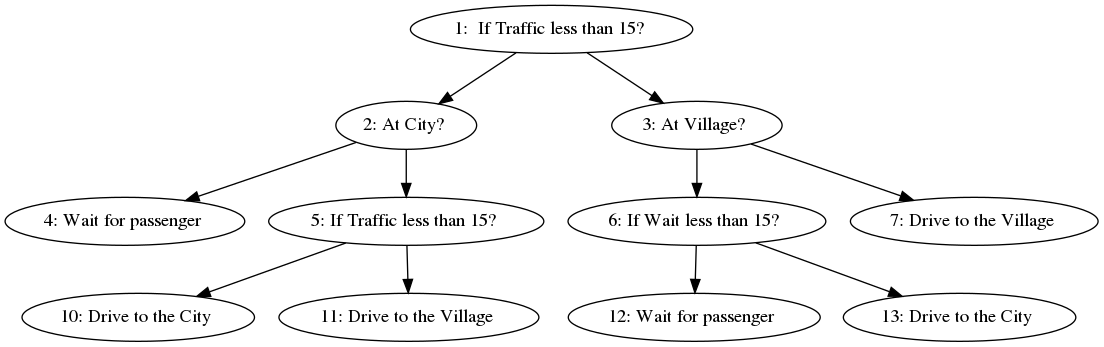 1:  If Traffic less than 15?
2: At City?
3: At Village?
4: Wait for passenger
5: If Traffic less than 15?
6: If Wait less than 15?
7: Drive to the Village
10: Drive to the City
11: Drive to the Village
12: Wait for passenger
13: Drive to the City